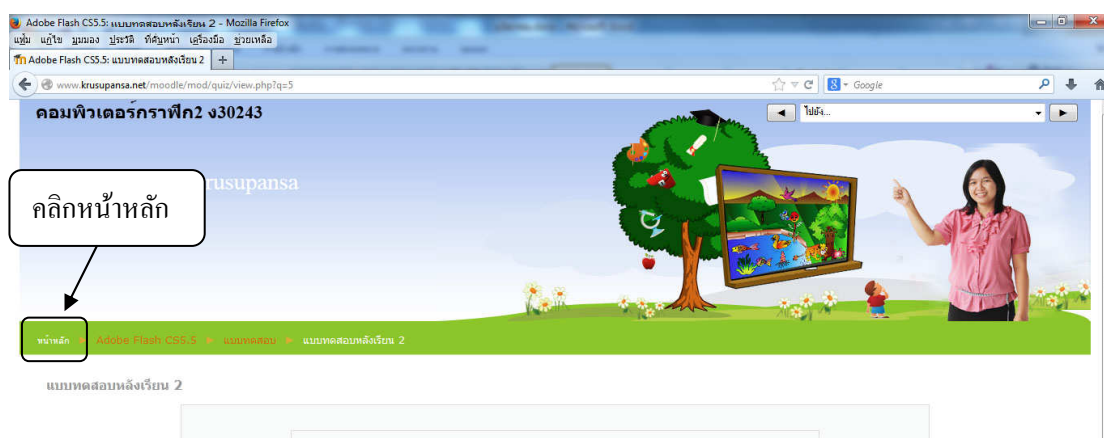 Adobe Flash CS5.5: แบบทดสอบหลังเรียน 2 - Mozilla Firefox
แฟ้ม แก้ไข มุมมอง ประวัติ ที่คั่นหน้า เครื่องมือ ช่วยเหลือ
Adobe Flash CS5.5: แบบทดสอบหลังเรียน 2 +
www.krusupansa.net/moodle/mod/quiz/view.php?q=5
Google
คอมพิวเตอร์กราฟิก2 ง30243
ไปยัง...
krusupansa
คลิกหน้าหลัก
หน้าหลัก ► Adobe Flash CS5.5 ► แบบทดสอบ ► แบบทดสอบหลังเรียน 2
แบบทดสอบหลังเรียน 2